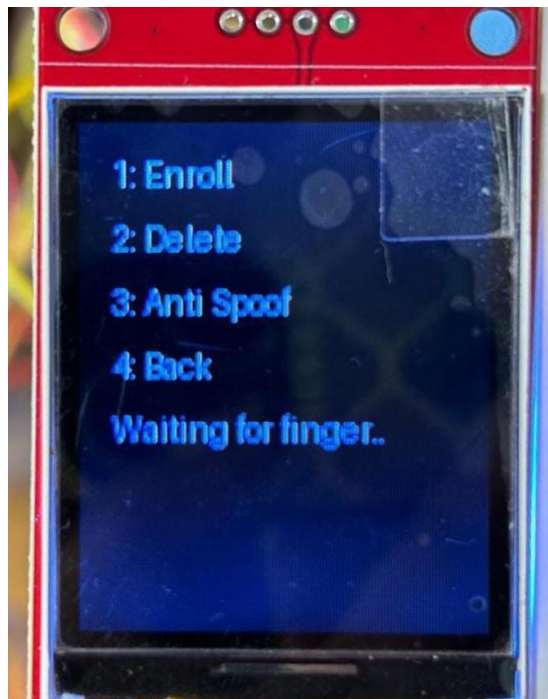 1: Enroll
2: Delete
3: Anti Spoof
4: Back
Waiting for finger..